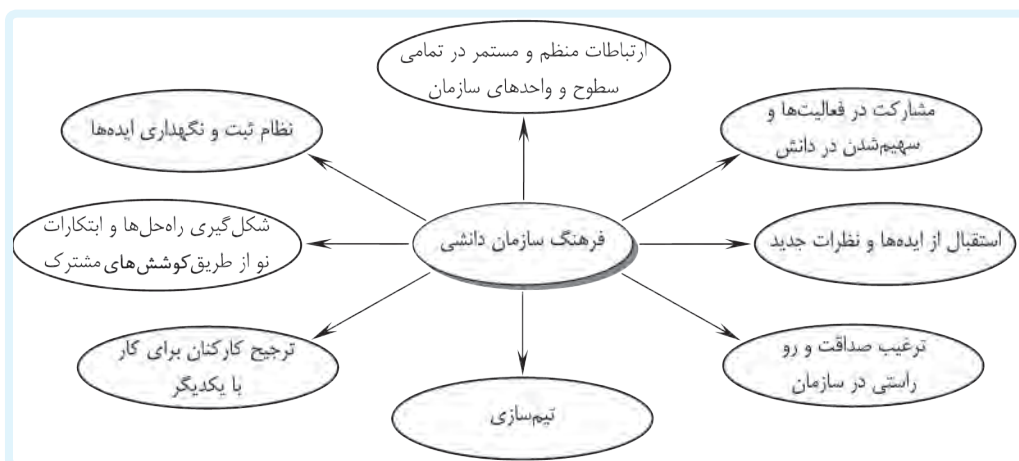 ارتباطات منظم و مستمر در تمامی
سطوح و واحدهای سازمان
مشارکت در فعالیت‌ها و
سهیم‌شدن در دانش
نظام ثبت و نگهداری ایده‌ها
استقبال از ایده‌ها و نظرات جدید
فرهنگ سازمان دانشی
شکل‌گیری راه‌حل‌ها و ابتکارات
نو از طریق کوشش‌های مشترک
ترغیب صداقت و رو
راستی در سازمان
ترجیح کارکنان برای کار
با یکدیگر
تیم‌سازی